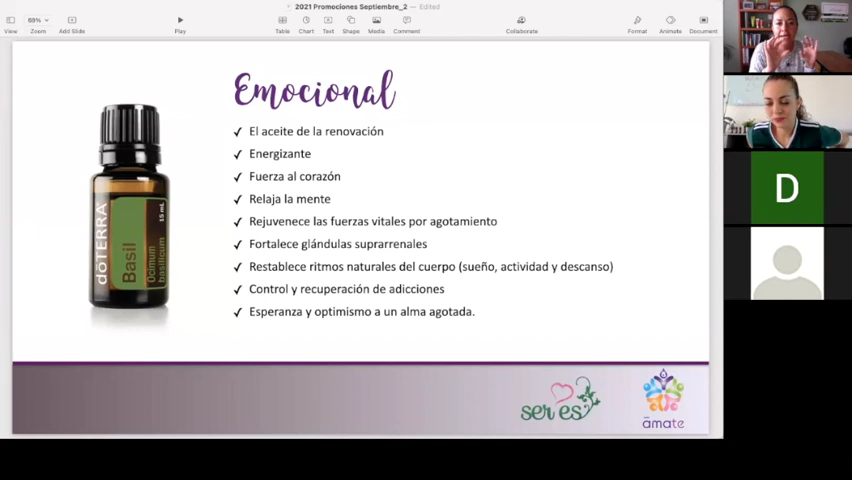 2021 Promociones Septiembre_2 — Edited
69%
View
Zoom
Add Slide
Play
Table
Chart
Text
Shape
Media
Comment
Collaborate
Format
Animate
Document
Emocional
✓ El aceite de la renovación
✓ Energizante
✓ Fuerza al corazón
✓ Relaja la mente
✓ Rejuvenece las fuerzas vitales por agotamiento
✓ Fortalece glándulas suprarrenales
✓ Restablece ritmos naturales del cuerpo (sueño, actividad y descanso)
✓ Control y recuperación de adicciones
✓ Esperanza y optimismo a un alma agotada.
dōTERRA
15 mL
Basil
Ocimum
basilicum
ser es
āmate
D